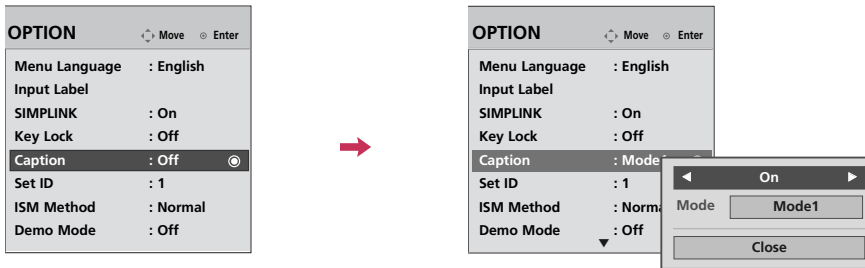 OPTION Move Enter
Menu Language : English
Input Label
SIMPLINK : On
Key Lock : Off
Caption : Off
Set ID : 1
ISM Method : Normal
Demo Mode : Off
OPTION Move Enter
Menu Language : English
Input Label
SIMPLINK : On
Key Lock : Off
Caption : Mode
Set ID : 1
ISM Method : Norma
Demo Mode : Off
On
Mode Mode1
Close